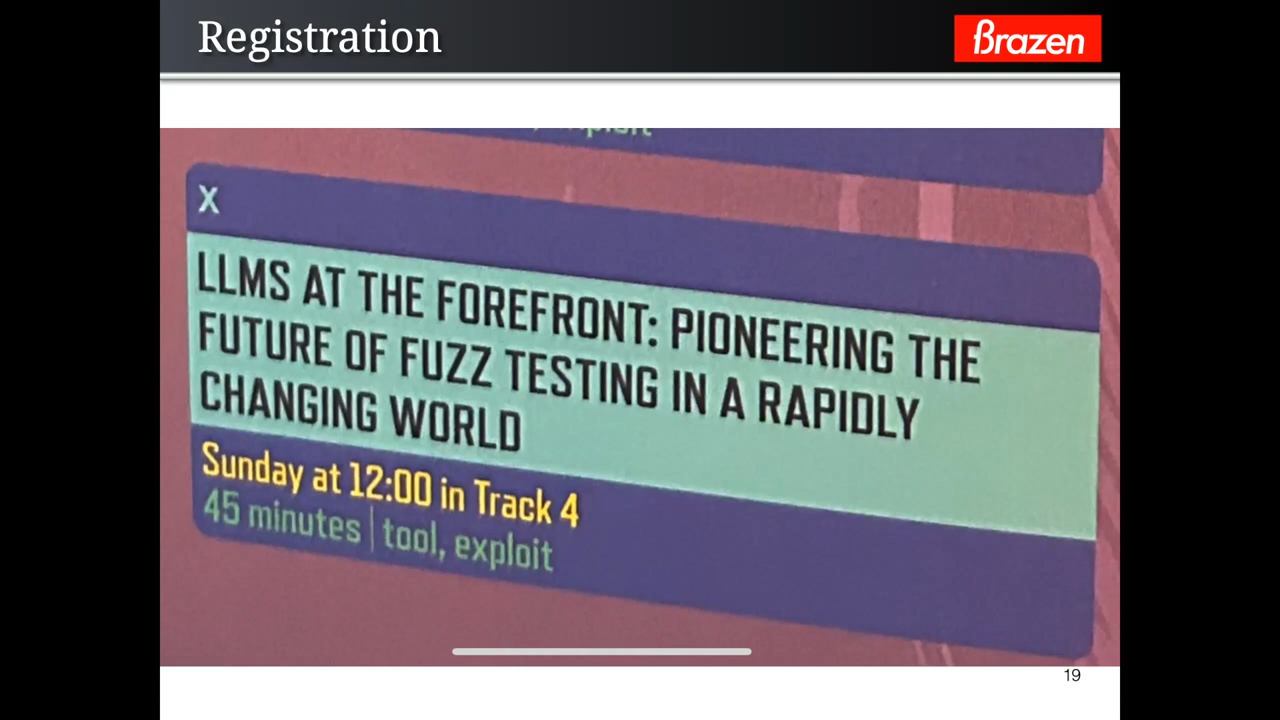 Registration
Brazen
X
LLMS AT THE FOREFRONT: PIONEERING THE
FUTURE OF FUZZ TESTING IN A RAPIDLY
CHANGING WORLD
Sunday at 12:00 in Track 4
45 minutes | tool, exploit
19